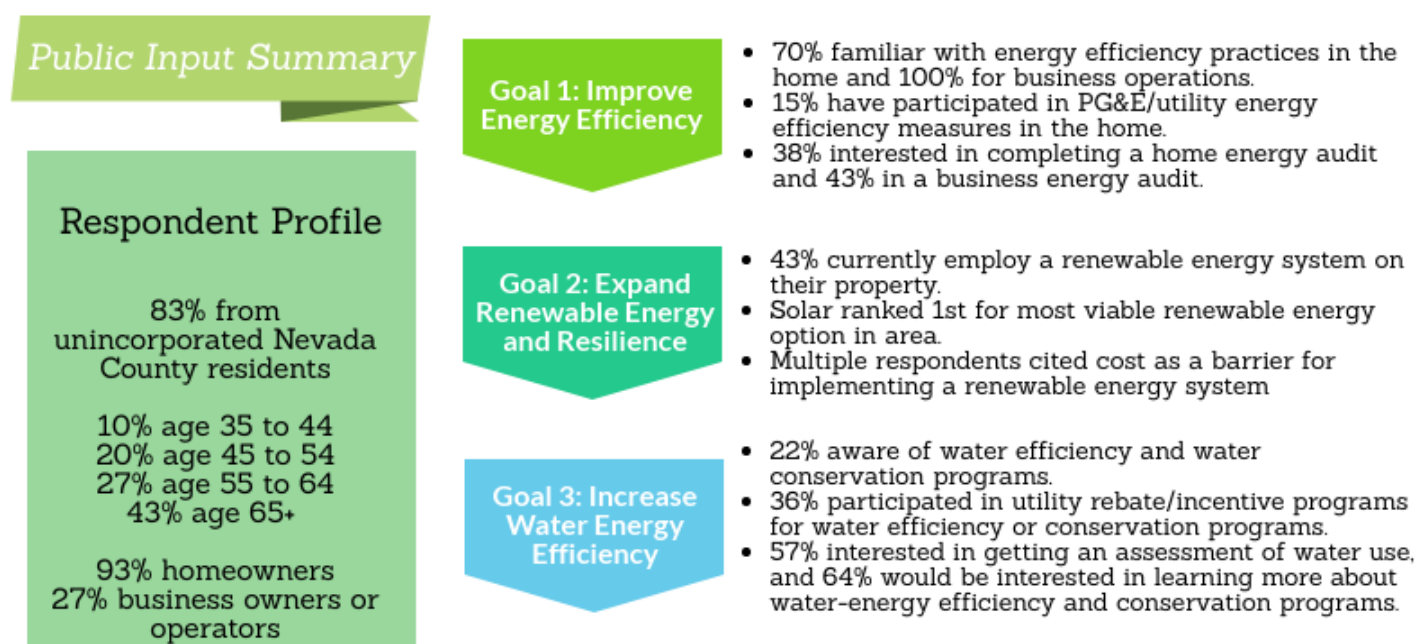 Public Input Summary
Respondent Profile
83% from
unincorporated Nevada
County residents
10% age 35 to 44
20% age 45 to 54
27% age 55 to 64
43% age 65+
93% homeowners
27% business owners or
operators
Goal 1: Improve
Energy Efficiency
• 70% familiar with energy efficiency practices in the
home and 100% for business operations.
• 15% have participated in PG&E/utility energy
efficiency measures in the home.
• 38% interested in completing a home energy audit
and 43% in a business energy audit.
Goal 2: Expand
Renewable Energy
and Resilience
• 43% currently employ a renewable energy system on
their property.
• Solar ranked 1st for most viable renewable energy
option in area.
• Multiple respondents cited cost as a barrier for
implementing a renewable energy system
Goal 3: Increase
Water Energy
Efficiency
• 22% aware of water efficiency and water
conservation programs.
• 36% participated in utility rebate/incentive programs
for water efficiency or conservation programs.
• 57% interested in getting an assessment of water use,
and 64% would be interested in learning more about
water-energy efficiency and conservation programs.